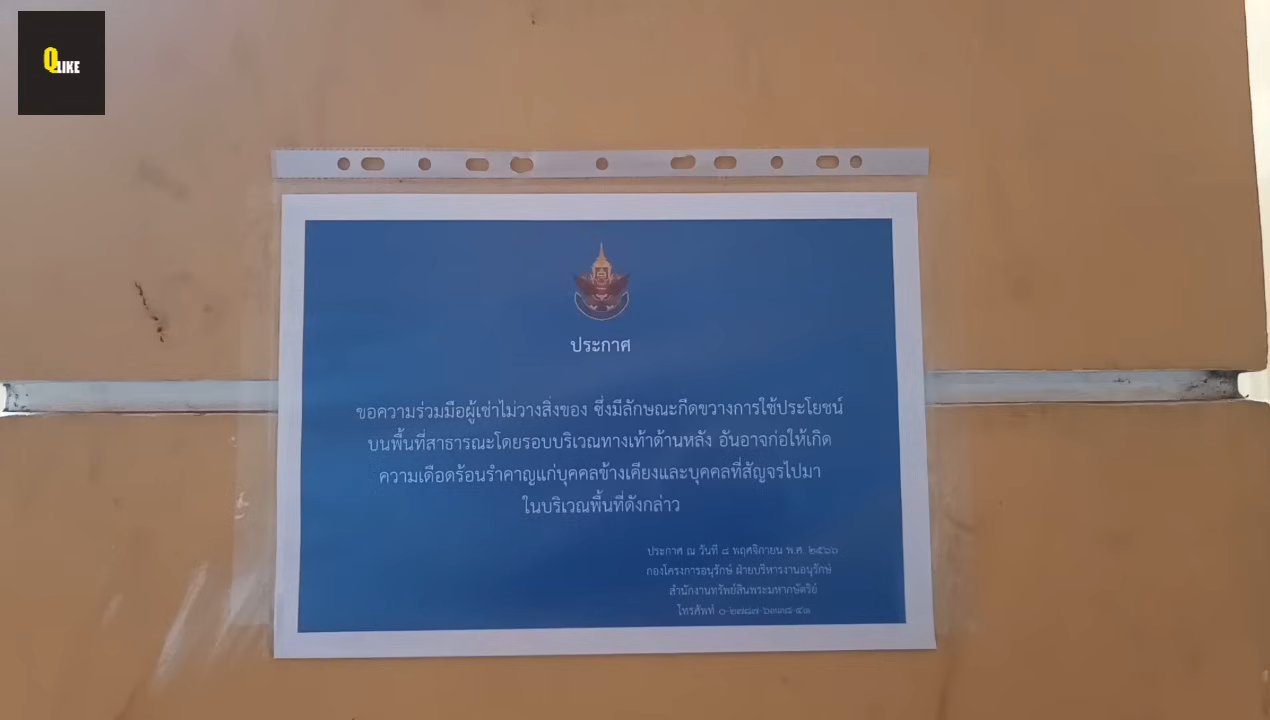 QLIKE
ประกาศ
ขอความร่วมมือผู้เช่าไม่วางสิ่งของ ซึ่งมีลักษณะกีดขวางการใช้ประโยชน์
บนพื้นที่สาธารณะโดยรอบบริเวณทางเท้าด้านหลัง อันอาจก่อให้เกิด
ความเดือดร้อนรำคาญแก่บุคคลข้างเคียงและบุคคลที่สัญจรไปมา
ในบริเวณพื้นที่ดังกล่าว
ประกาศ ณ วันที่ ๘ พฤศจิกายน พ.ศ. ๒๕๖๖
กองโครงการอนุรักษ์ ฝ่ายบริหารงานอนุรักษ์
สำนักงานทรัพย์สินพระมหากษัตริย์
โทรศัพท์